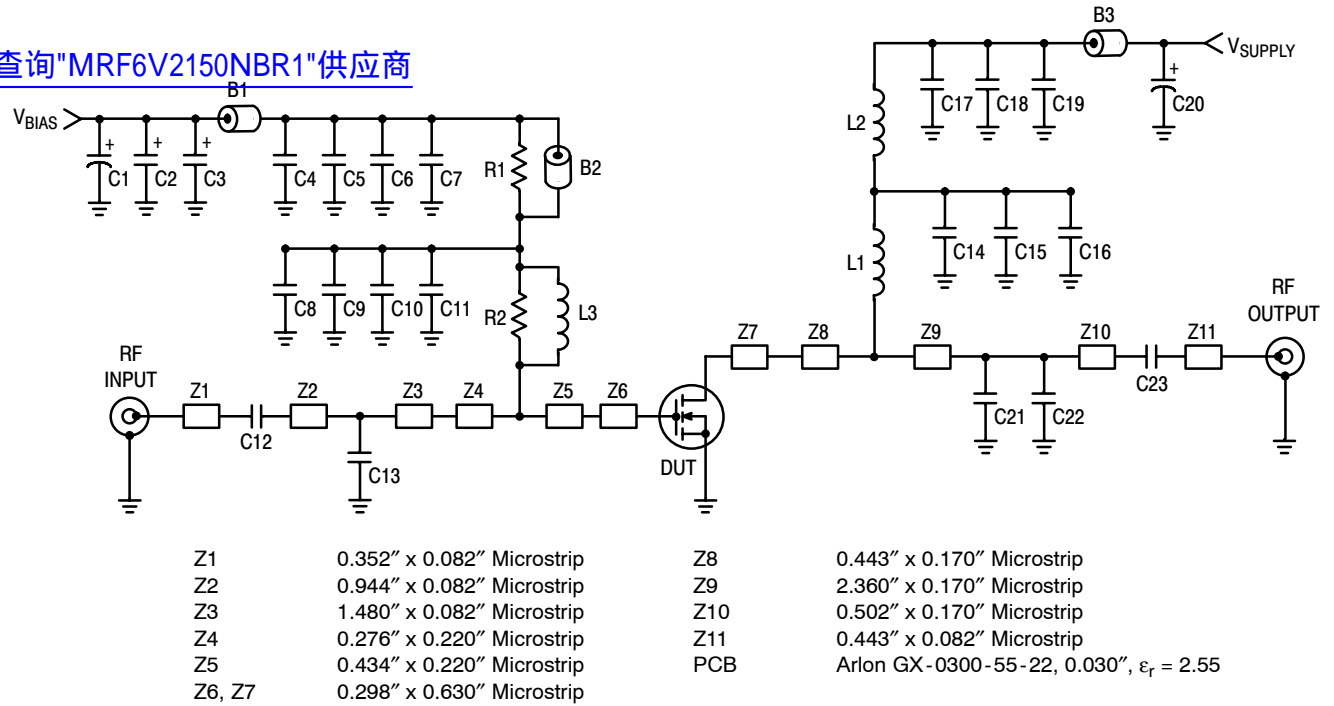 查询"MRF6V2150NBR1"供应商
B3
VSUPPLY
C17 C18 C19 C20
L2
B1
VBIAS
+ + + +
C1 C2 C3 C4 C5 C6 C7
R1 B2
C14 C15 C16
L1
C8 C9 C10 C11
R2 L3
RF OUTPUT
Z7 Z8 Z9 Z10 Z11
C23
RF INPUT
Z1 Z2 Z3 Z4 Z5 Z6
C12
C13
DUT
C21 C22
Z1 0.352″ x 0.082″ Microstrip
Z2 0.944″ x 0.082″ Microstrip
Z3 1.480″ x 0.082″ Microstrip
Z4 0.276″ x 0.220″ Microstrip
Z5 0.434″ x 0.220″ Microstrip
Z6, Z7 0.298″ x 0.630″ Microstrip
Z8 0.443″ x 0.170″ Microstrip
Z9 2.360″ x 0.170″ Microstrip
Z10 0.502″ x 0.170″ Microstrip
Z11 0.443″ x 0.082″ Microstrip
PCB Arlon GX-0300-55-22, 0.030″, εr = 2.55